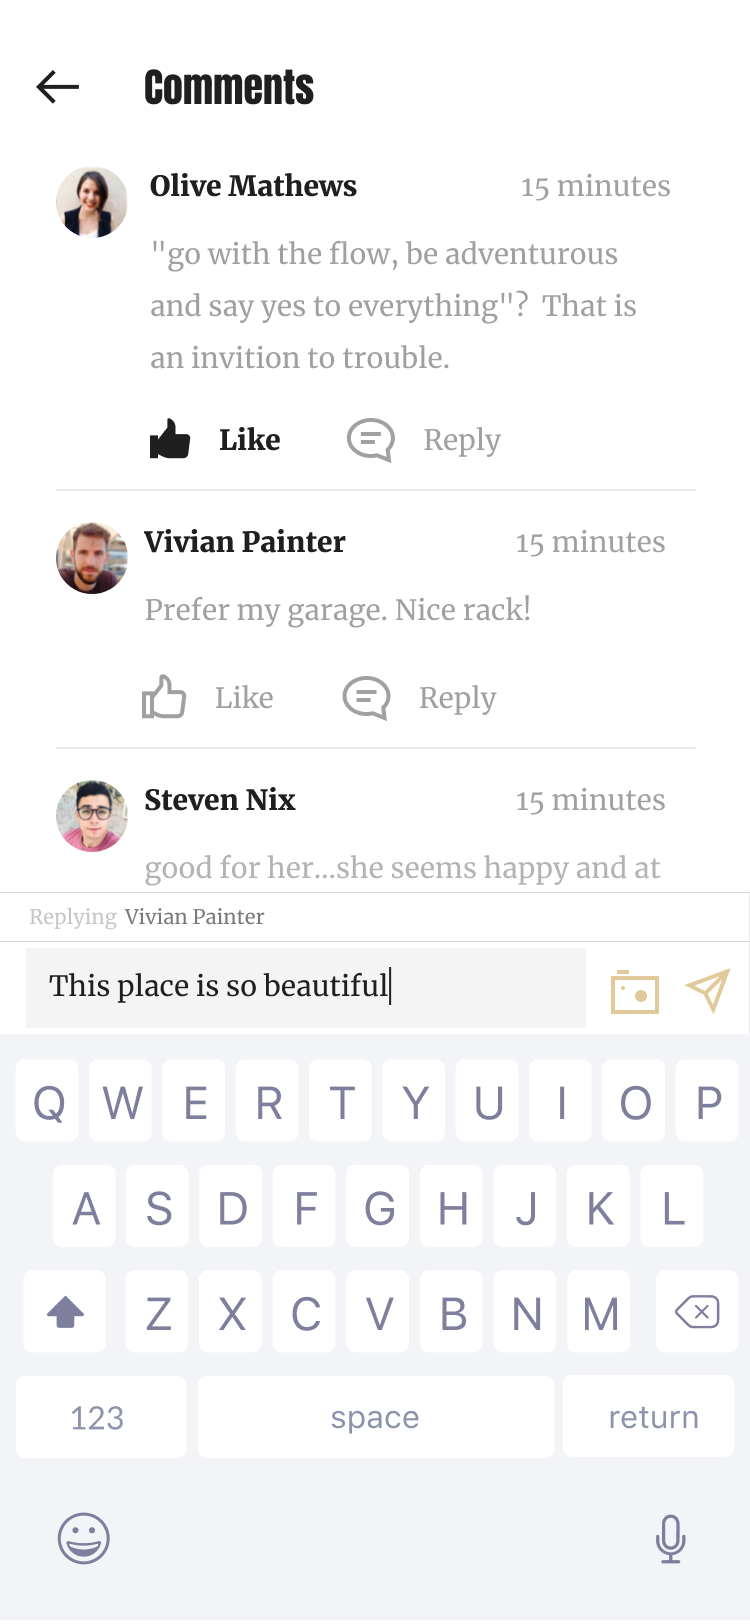 Comments
Olive Mathews 15 minutes
"go with the flow, be adventurous
and say yes to everything"? That is
an invition to trouble.
Like Reply
Vivian Painter 15 minutes
Prefer my garage. Nice rack!
Like Reply
Steven Nix 15 minutes
good for her...she seems happy and at
Replying Vivian Painter
This place is so beautiful
Q W E R T Y U I O P
A S D F G H J K L
Z X C V B N M
123 space return